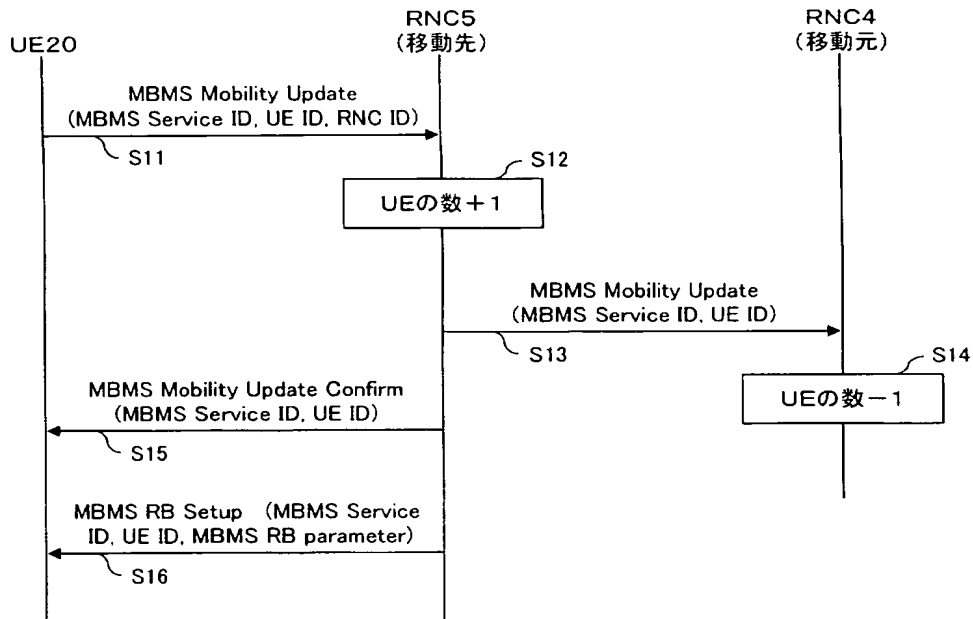 UE20
RNC5
(移動先)
RNC4
(移動元)
MBMS Mobility Update
(MBMS Service ID, UE ID, RNC ID)
S11
S12
UEの数+1
MBMS Mobility Update
(MBMS Service ID, UE ID)
S13
S14
UEの数-1
MBMS Mobility Update Confirm
(MBMS Service ID, UE ID)
S15
MBMS RB Setup (MBMS Service
ID, UE ID, MBMS RB parameter)
S16